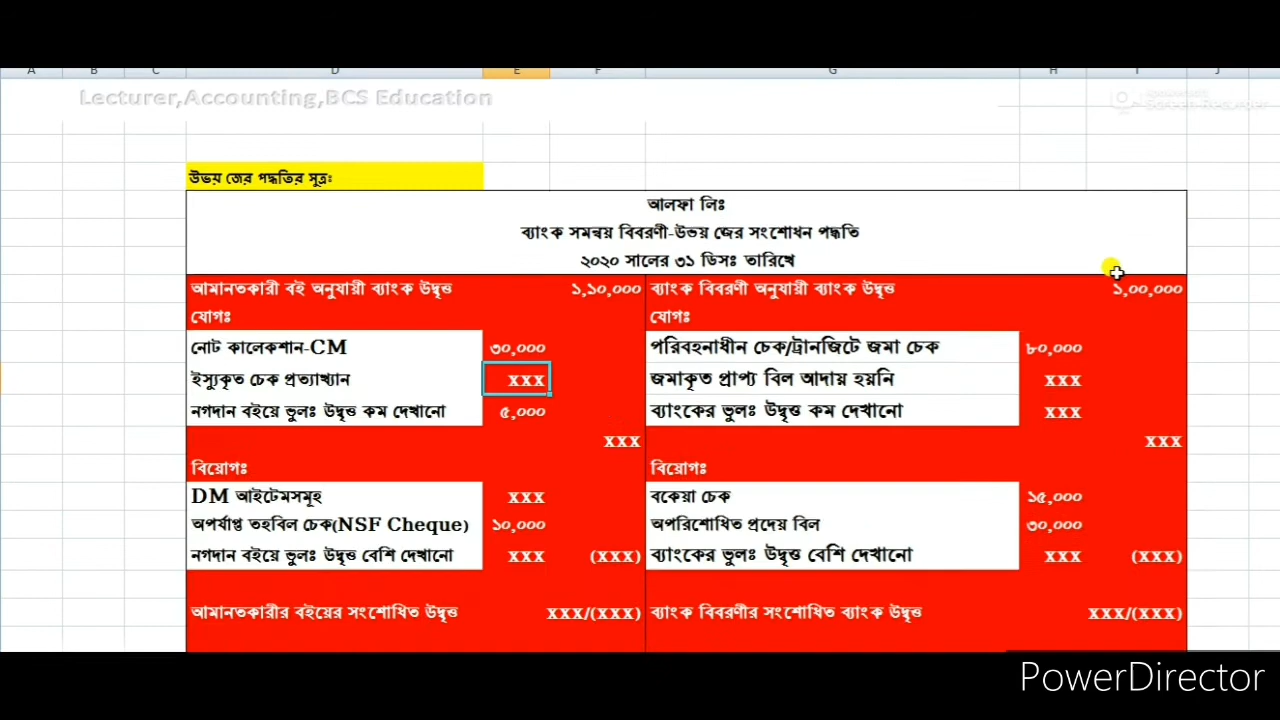 A B C D E F G H I J
Lecturer,Accounting,BCS Education
Screen Recorder
উভয় জের পদ্ধতির সুত্রঃ
আলফা লিঃ
ব্যাংক সমন্বয় বিবরণী-উভয় জের সংশোধন পদ্ধতি
২০২০ সালের ৩১ ডিসঃ তারিখে
আমানতকারী বই অনুযায়ী ব্যাংক উদ্বৃত্ত ১,১০,০০০ ব্যাংক বিবরণী অনুযায়ী ব্যাংক উদ্বৃত্ত ১,০০,০০০
যোগঃ যোগঃ
নোট কালেকশান-CM ৩০,০০০ পরিবহনাধীন চেক/ট্রানজিটে জমা চেক ৮০,০০০
ইস্যুকৃত চেক প্রত্যাখ্যান XXX জমাকৃত প্রাপ্য বিল আদায় হয়নি XXX
নগদান বইয়ে ভুলঃ উদ্বৃত্ত কম দেখানো ৫,০০০ ব্যাংকের ভুলঃ উদ্বৃত্ত কম দেখানো XXX
XXX XXX
বিয়োগঃ বিয়োগঃ
DM আইটেমসমূহ XXX বকেয়া চেক ১৫,০০০
অপর্যাপ্ত তহবিল চেক(NSF Cheque) ১০,০০০ অপরিশোধিত প্রদেয় বিল ৩০,০০০
নগদান বইয়ে ভুলঃ উদ্বৃত্ত বেশি দেখানো XXX (XXX) ব্যাংকের ভুলঃ উদ্বৃত্ত বেশি দেখানো XXX (XXX)
আমানতকারীর বইয়ের সংশোধিত উদ্বৃত্ত XXX/(XXX) ব্যাংক বিবরণীর সংশোধিত ব্যাংক উদ্বৃত্ত XXX/(XXX)
PowerDirector